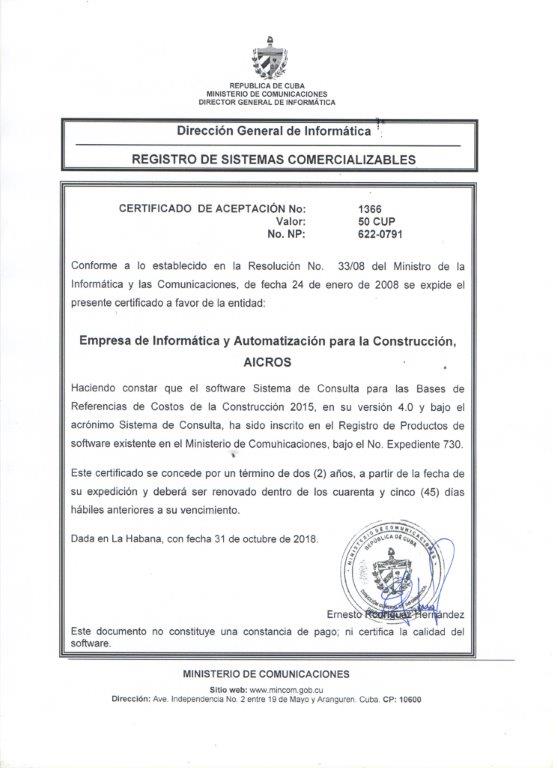 REPUBLICA DE CUBA
MINISTERIO DE COMUNICACIONES
DIRECTOR GENERAL DE INFORMÁTICA
Dirección General de Informática
REGISTRO DE SISTEMAS COMERCIALIZABLES
CERTIFICADO DE ACEPTACIÓN No: 1366
Valor: 50 CUP
No. NP: 622-0791
Conforme a lo establecido en la Resolución No. 33/08 del Ministro de la
Informática y las Comunicaciones, de fecha 24 de enero de 2008 se expide el
presente certificado a favor de la entidad:
Empresa de Informática y Automatización para la Construcción,
AICROS
Haciendo constar que el software Sistema de Consulta para las Bases de
Referencias de Costos de la Construcción 2015, en su versión 4.0 y bajo el
acrónimo Sistema de Consulta, ha sido inscrito en el Registro de Productos de
software existente en el Ministerio de Comunicaciones, bajo el No. Expediente 730.
Este certificado se concede por un término de dos (2) años, a partir de la fecha de
su expedición y deberá ser renovado dentro de los cuarenta y cinco (45) días
hábiles anteriores a su vencimiento.
Dada en La Habana, con fecha 31 de octubre de 2018.
MINISTERIO DE COMUNICACIONES
REPUBLICA DE CUBA
DIRECCIÓN GENERAL DE INFORMÁTICA
Ernesto Rodríguez Hernández
Este documento no constituye una constancia de pago; ni certifica la calidad del
software.
MINISTERIO DE COMUNICACIONES
Sitio web: www.mincom.gob.cu
Dirección: Ave. Independencia No. 2 entre 19 de Mayo y Aranguren. Cuba. CP: 10600